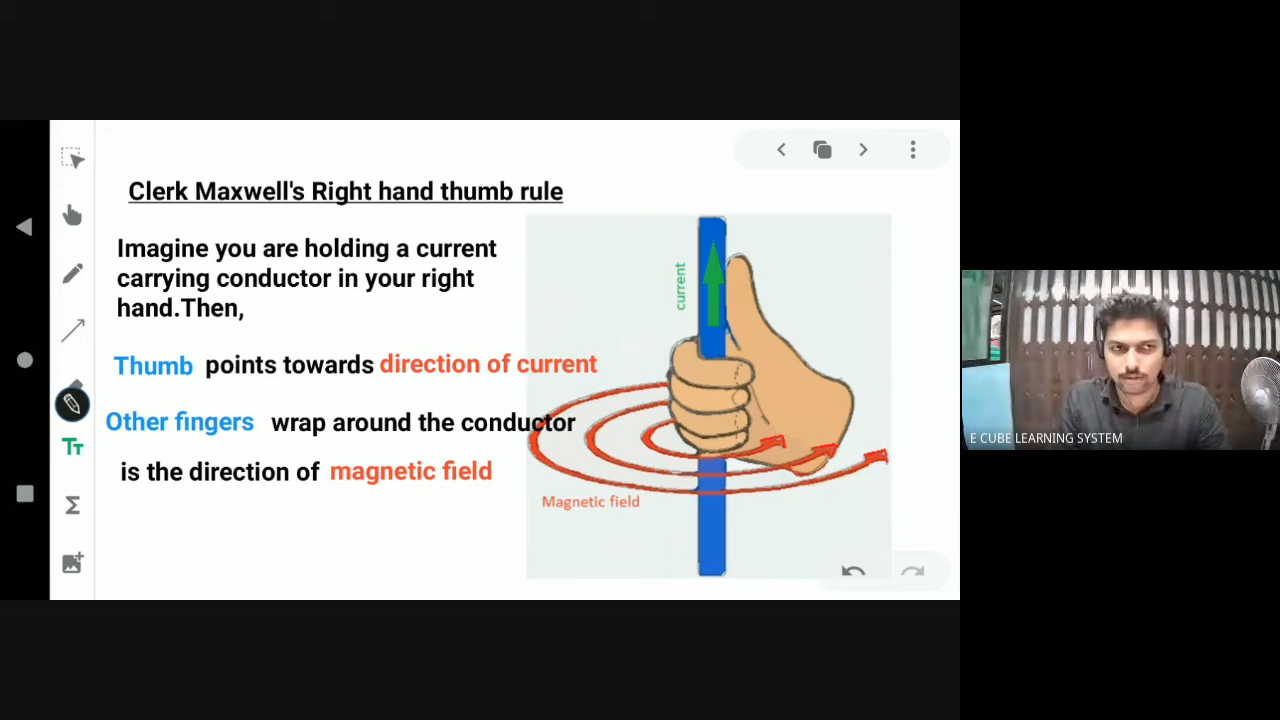 Clerk Maxwell's Right hand thumb rule
Imagine you are holding a current
carrying conductor in your right
hand.Then,
Thumb points towards direction of current
Other fingers wrap around the conductor
is the direction of magnetic field
current
Magnetic field
Tт
Σ
E CUBE LEARNING SYSTEM